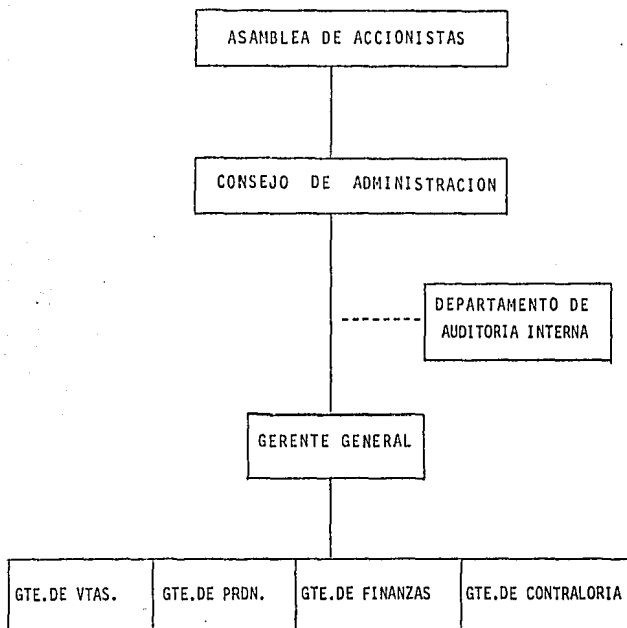 ASAMBLEA DE ACCIONISTAS
CONSEJO DE ADMINISTRACION
DEPARTAMENTO DE
AUDITORIA INTERNA
GERENTE GENERAL
GTE.DE VTAS.
GTE.DE PRDN.
GTE.DE FINANZAS
GTE.DE CONTRALORIA